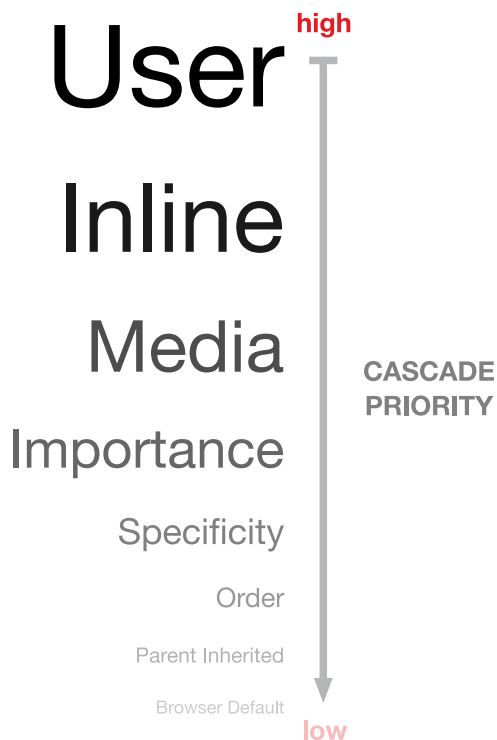 high
User
Inline
Media
CASCADE
PRIORITY
Importance
Specificity
Order
Parent Inherited
Browser Default
low